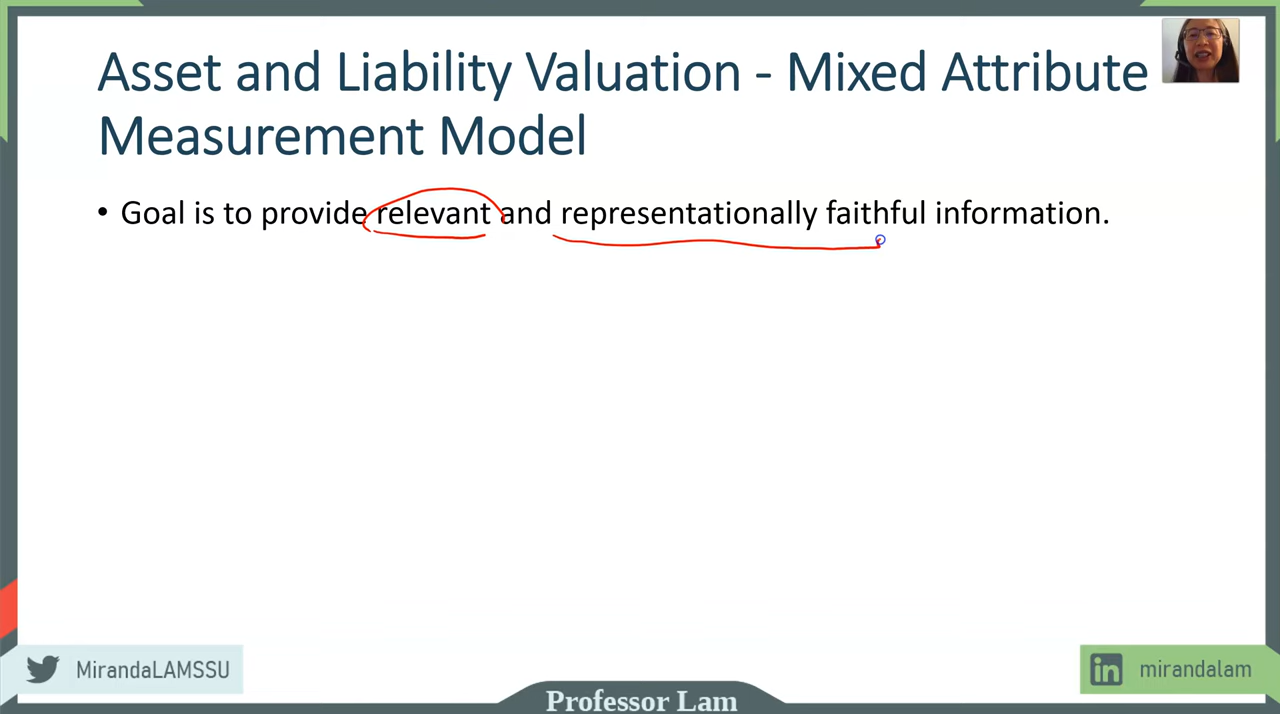 Asset and Liability Valuation - Mixed Attribute
Measurement Model
• Goal is to provide relevant and representationally faithful information.
MirandaLAMSSU
in mirandalam
Professor Lam